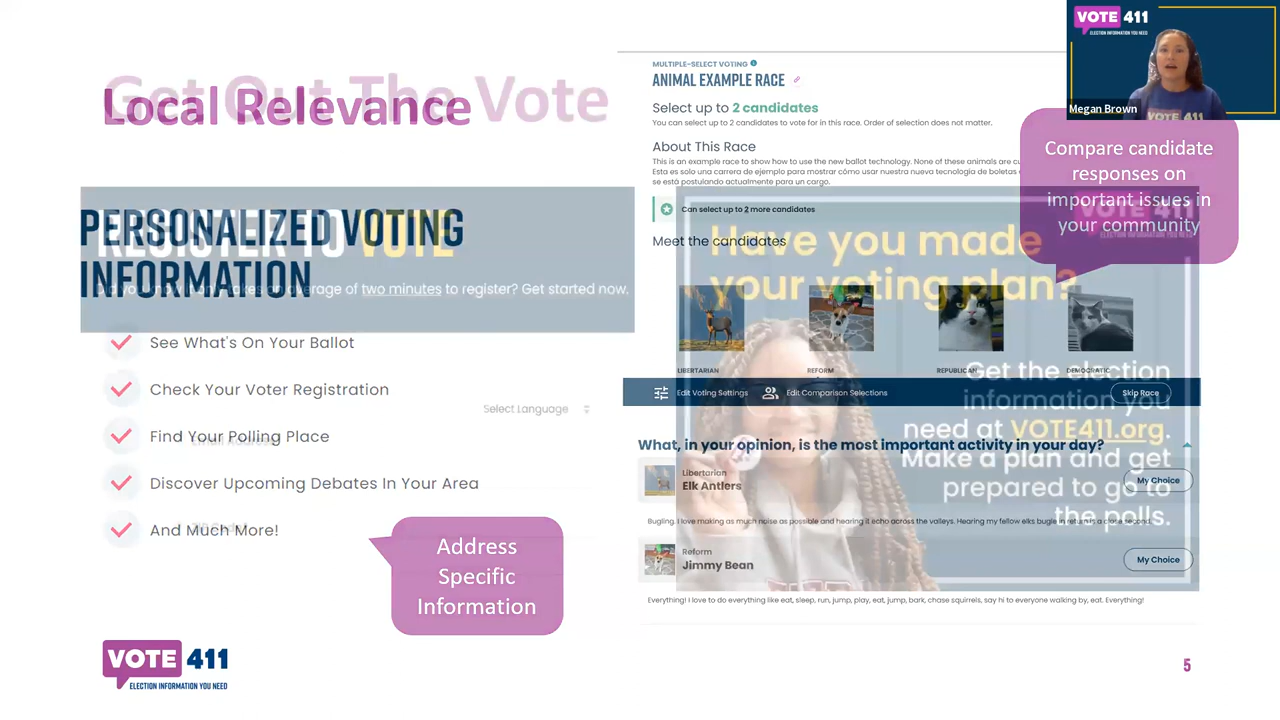 VOTE 411
ELECTION INFORMATION YOU NEED
Megan Brown
VOTE 411
Get Out The Vote
Local Relevance
PERSONALIZED VOTING
INFORMATION
REGISTER TO VOTE
Did you know it only takes an average of two minutes to register? Get started now.
See What's On Your Ballot
Check Your Voter Registration
Select Language
Find Your Polling Place
Discover Upcoming Debates In Your Area
And Much More!
Address
Specific
Information
VOTE 411
ELECTION INFORMATION YOU NEED
MULTIPLE-SELECT VOTING
ANIMAL EXAMPLE RACE
Select up to 2 candidates
You can select up to 2 candidates to vote for in this race. Order of selection does not matter.
About This Race
This is an example race to show how to use the new ballot technology. None of these animals are
Esta es solo una carrera de ejemplo para mostrar cómo usar nuestra nueva tecnología de boletas
se está postulando actualmente para un cargo.
Can select up to 2 more candidates
Meet the candidates
Compare candidate
responses on
important issues in
your community
VOTE 411
ELECTION INFORMATION YOU NEED
Have you made
your voting plan?
LIBERTARIAN
REFORM
REPUBLICAN
DEMOCRATIC
Edit Voting Settings
Edit Comparison Selections
Skip Race
Get the election
information you
need at VOTE411.org.
Make a plan and get
prepared to go to
the polls.
What, in your opinion, is the most important activity in your day?
Libertarian
Elk Antlers
My Choice
Bugling. I love making as much noise as possible and hearing it echo across the valleys. Hearing my fellow elks bugle in return is a close second.
Reform
Jimmy Bean
My Choice
Everything! I love to do everything like eat, sleep, run, jump, play, eat, jump, bark, chase squirrels, say hi to everyone walking by, eat. Everything!
5